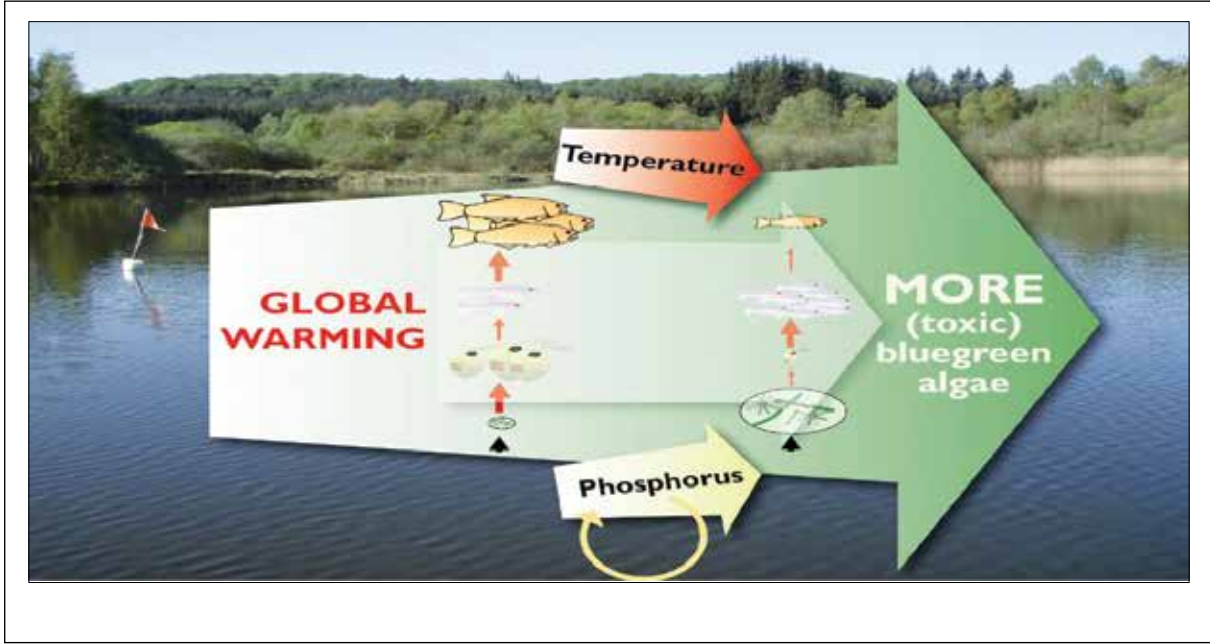 Temperature
GLOBAL
WARMING
MORE
(toxic)
bluegreen
algae
Phosphorus